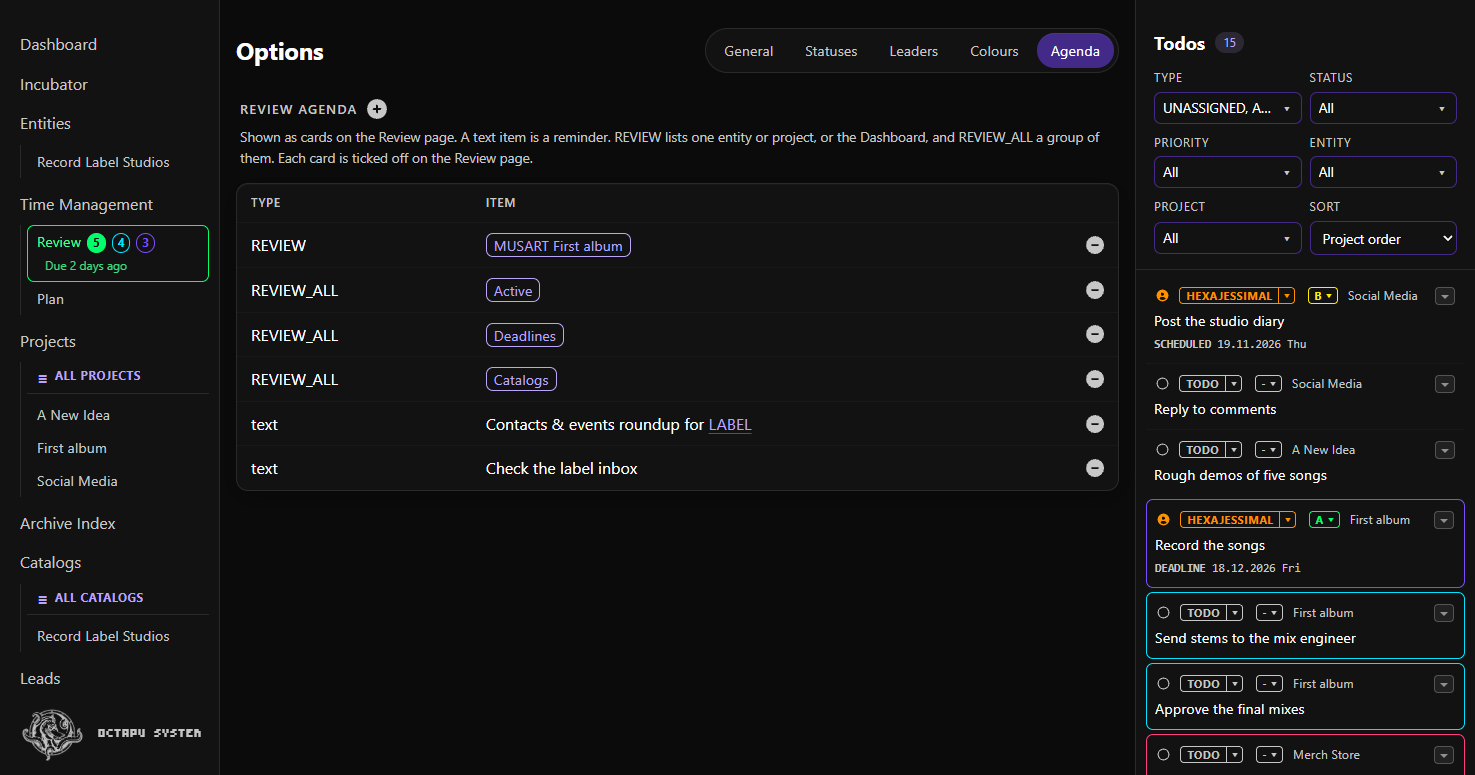 Dashboard
Incubator
Entities
Record Label Studios
Time Management
Review 5 4 3
Due 2 days ago
Plan
Projects
ALL PROJECTS
A New Idea
First album
Social Media
Archive Index
Catalogs
ALL CATALOGS
Record Label Studios
Leads
OCTAPU SYSTEM
Options
General Statuses Leaders Colours Agenda
REVIEW AGENDA +
Shown as cards on the Review page. A text item is a reminder. REVIEW lists one entity or project, or the Dashboard, and REVIEW_ALL a group of
them. Each card is ticked off on the Review page.
TYPE ITEM
REVIEW MUSART First album
REVIEW_ALL Active
REVIEW_ALL Deadlines
REVIEW_ALL Catalogs
text Contacts & events roundup for LABEL
text Check the label inbox
Todos 15
TYPE STATUS
UNASSIGNED, A... All
PRIORITY ENTITY
All All
PROJECT SORT
All Project order
HEXAJESSIMAL B Social Media
Post the studio diary
SCHEDULED 19.11.2026 Thu
TODO - Social Media
Reply to comments
TODO - A New Idea
Rough demos of five songs
HEXAJESSIMAL A First album
Record the songs
DEADLINE 18.12.2026 Fri
TODO - First album
Send stems to the mix engineer
TODO - First album
Approve the final mixes
TODO - Merch Store